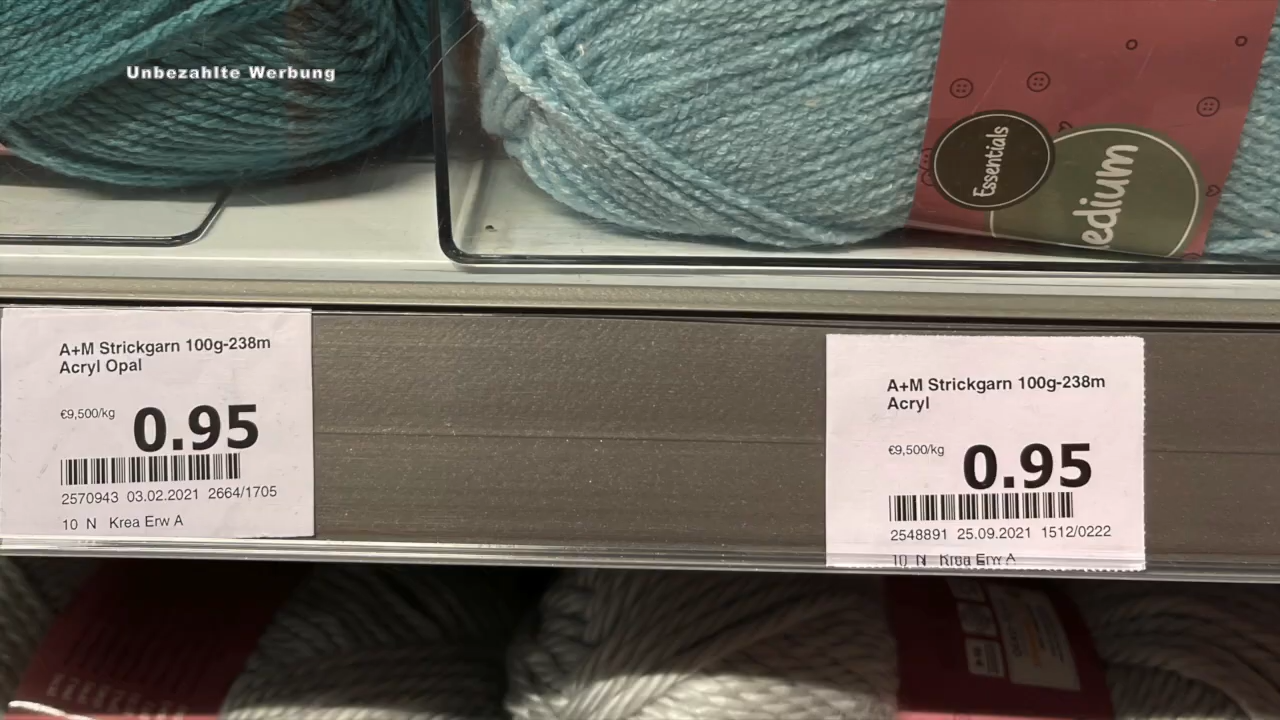 Unbezahlte Werbung
Essentials
edium
A+M Strickgarn 100g-238m
Acryl Opal
€9,500/kg
0.95
2570943 03.02.2021 2664/1705
10 N Krea Erw A
A+M Strickgarn 100g-238m
Acryl
€9,500/kg
0.95
2548891 25.09.2021 1512/0222
10 N Krea Erw A